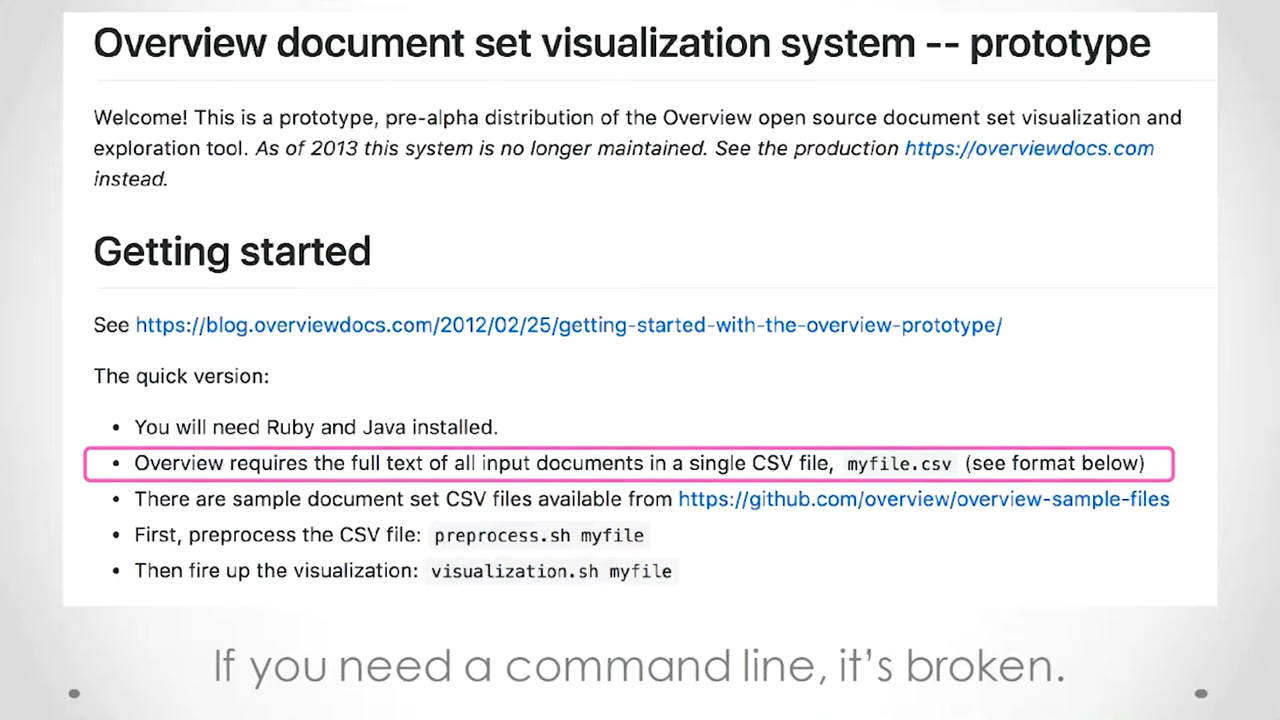 Overview document set visualization system -- prototype
Welcome! This is a prototype, pre-alpha distribution of the Overview open source document set visualization and
exploration tool. As of 2013 this system is no longer maintained. See the production https://overviewdocs.com
instead.
Getting started
See https://blog.overviewdocs.com/2012/02/25/getting-started-with-the-overview-prototype/
The quick version:
• You will need Ruby and Java installed.
• Overview requires the full text of all input documents in a single CSV file, myfile.csv (see format below)
• There are sample document set CSV files available from https://github.com/overview/overview-sample-files
• First, preprocess the CSV file: preprocess.sh myfile
• Then fire up the visualization: visualization.sh myfile
If you need a command line, it's broken.